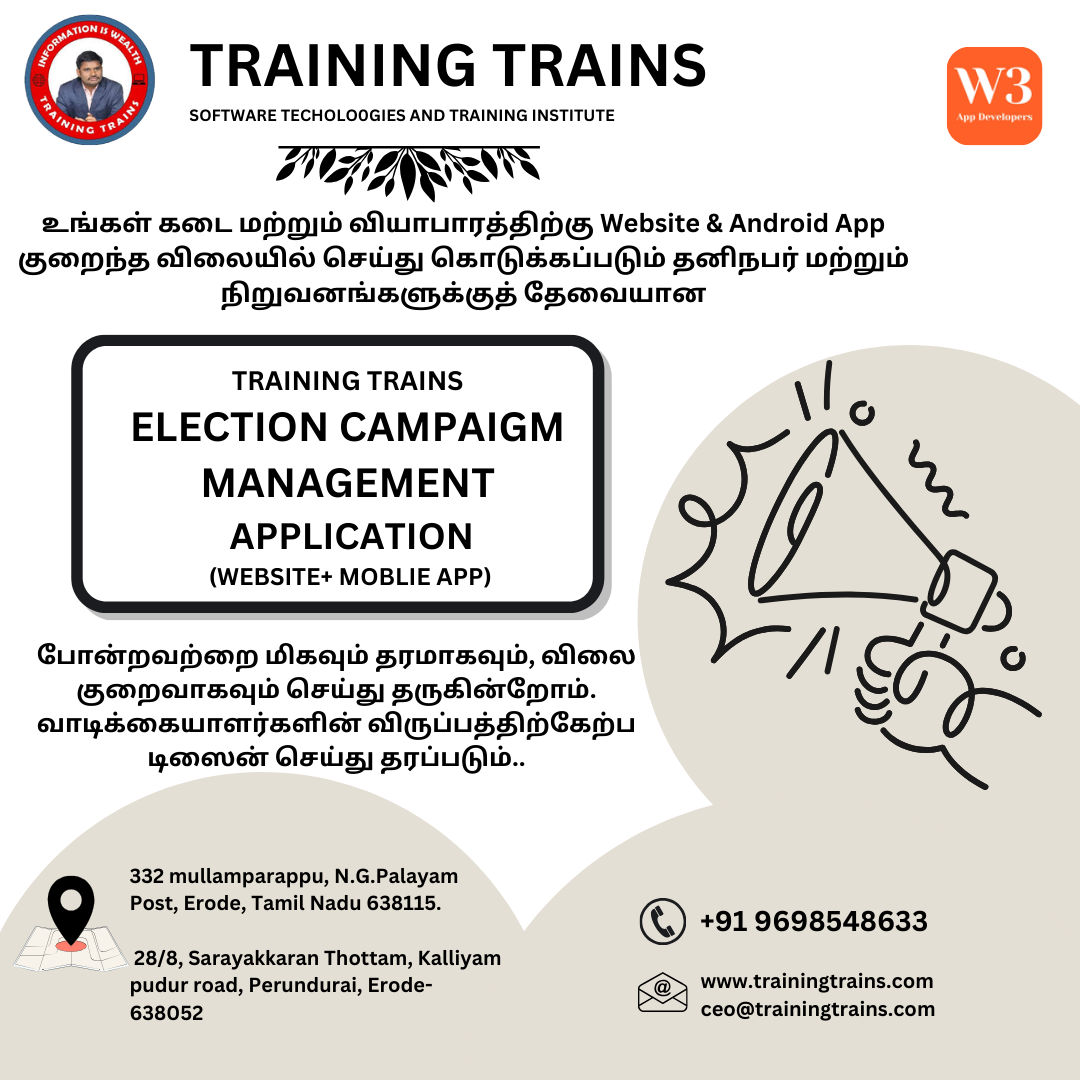 INFORMATION IS WEALTH
TRAINING TRAINS
TRAINING TRAINS
SOFTWARE TECHOLO0GIES AND TRAINING INSTITUTE
W3
App Developers
உங்கள் கடை மற்றும் வியாபாரத்திற்கு Website & Android App
குறைந்த விலையில் செய்து கொடுக்கப்படும் தனிநபர் மற்றும்
நிறுவனங்களுக்குத் தேவையான
TRAINING TRAINS
ELECTION CAMPAIGM
MANAGEMENT
APPLICATION
(WEBSITE+ MOBLIE APP)
போன்றவற்றை மிகவும் தரமாகவும், விலை
குறைவாகவும் செய்து தருகின்றோம்.
வாடிக்கையாளர்களின் விருப்பத்திற்கேற்ப
டிஸைன் செய்து தரப்படும்..
332 mullamparappu, N.G.Palayam
Post, Erode, Tamil Nadu 638115.
28/8, Sarayakkaran Thottam, Kalliyam
pudur road, Perundurai, Erode-
638052
+91 9698548633
@
www.trainingtrains.com
ceo@trainingtrains.com